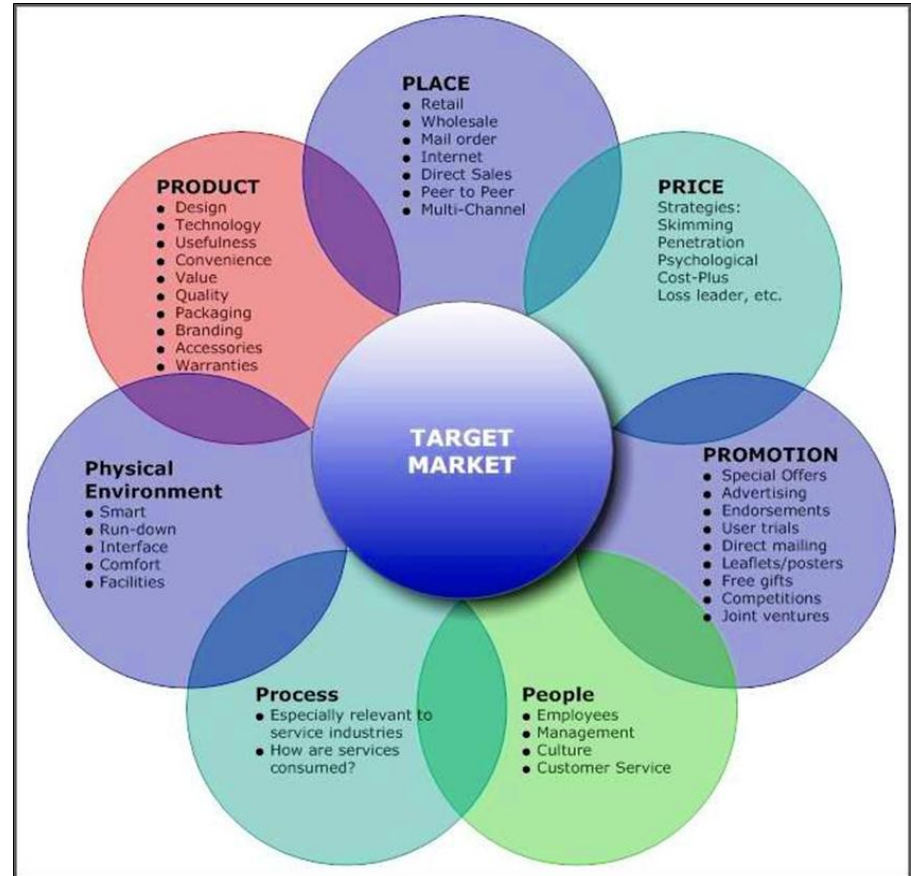 PLACE
● Retail
● Wholesale
● Mail order
● Internet
● Direct Sales
● Peer to Peer
● Multi-Channel
PRODUCT
● Design
● Technology
● Usefulness
● Convenience
● Value
● Quality
● Packaging
● Branding
● Accessories
● Warranties
PRICE
Strategies:
Skimming
Penetration
Psychological
Cost-Plus
Loss leader, etc.
TARGET
MARKET
Physical
Environment
● Smart
● Run-down
● Interface
● Comfort
● Facilities
PROMOTION
● Special Offers
● Advertising
● Endorsements
● User trials
● Direct mailing
● Leaflets/posters
● Free gifts
● Competitions
● Joint ventures
Process
● Especially relevant to
service industries
● How are services
consumed?
People
● Employees
● Management
● Culture
● Customer Service